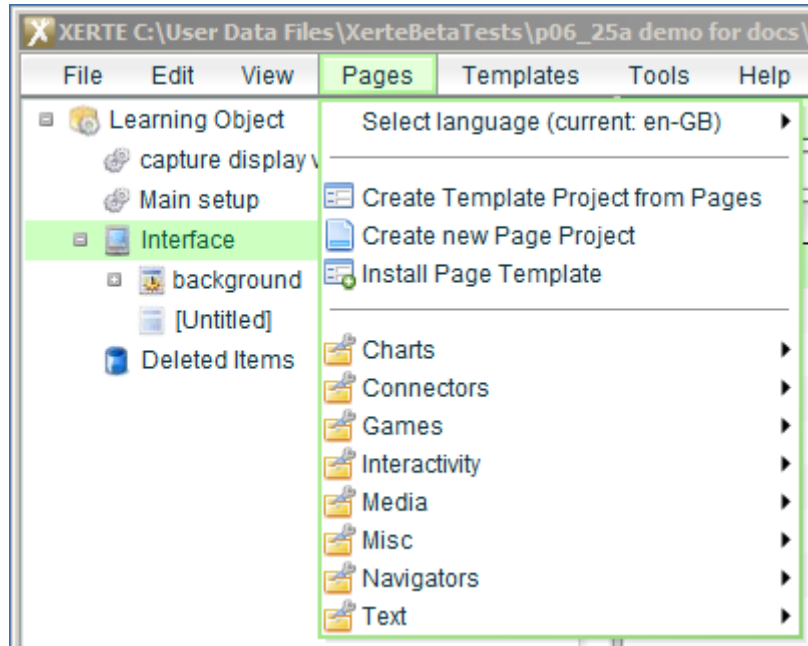 XERTE C:\User Data Files\XerteBetaTests\p06_25a demo for docs\
File Edit View Pages Templates Tools Help
Learning Object
capture display
Main setup
Interface
background
[Untitled]
Deleted Items
Select language (current: en-GB)
Create Template Project from Pages
Create new Page Project
Install Page Template
Charts
Connectors
Games
Interactivity
Media
Misc
Navigators
Text